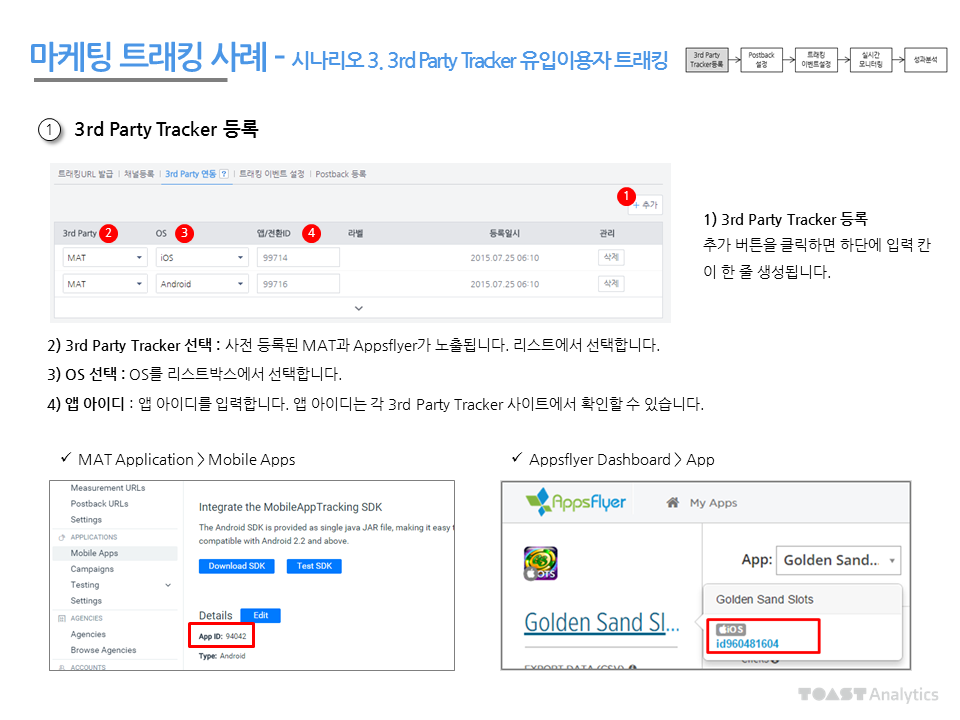 마케팅 트래킹 사례 - 시나리오 3. 3rd Party Tracker 유입이용자 트래킹
3rd Party Tracker등록
Postback 설정
트래킹 이벤트설정
실시간 모니터링
성과분석
1 3rd Party Tracker 등록
트래킹URL 발급 | 채널등록 | 3rd Party 연동 ? | 트래킹 이벤트 설정 | Postback 등록
1
+ 추가
3rd Party 2 OS 3 앱/전환ID 4 라벨 등록일시 관리
MAT iOS 99714 2015.07.25 06:10 삭제
MAT Android 99716 2015.07.25 06:10 삭제
1) 3rd Party Tracker 등록
추가 버튼을 클릭하면 하단에 입력 칸
이 한 줄 생성됩니다.
2) 3rd Party Tracker 선택 : 사전 등록된 MAT과 Appsflyer가 노출됩니다. 리스트에서 선택합니다.
3) OS 선택 : OS를 리스트박스에서 선택합니다.
4) 앱 아이디 : 앱 아이디를 입력합니다. 앱 아이디는 각 3rd Party Tracker 사이트에서 확인할 수 있습니다.
✓ MAT Application > Mobile Apps
Measurement URLs
Postback URLs
Settings
APPLICATIONS
Mobile Apps
Campaigns
Testing
Settings
AGENCIES
Agencies
Browse Agencies
ACCOUNTS
Integrate the MobileAppTracking SDK
The Android SDK is provided as single java JAR file, making it easy t
compatible with Android 2.2 and above.
Download SDK Test SDK
Details Edit
App ID: 94042
Type: Android
✓ Appsflyer Dashboard > App
AppsFlyer My Apps
OTS
App: Golden Sand...
Golden Sand Sl...
Golden Sand Slots
iOS
id960481604
EXPORT DATA (CSV)
Clicks
TOAST Analytics